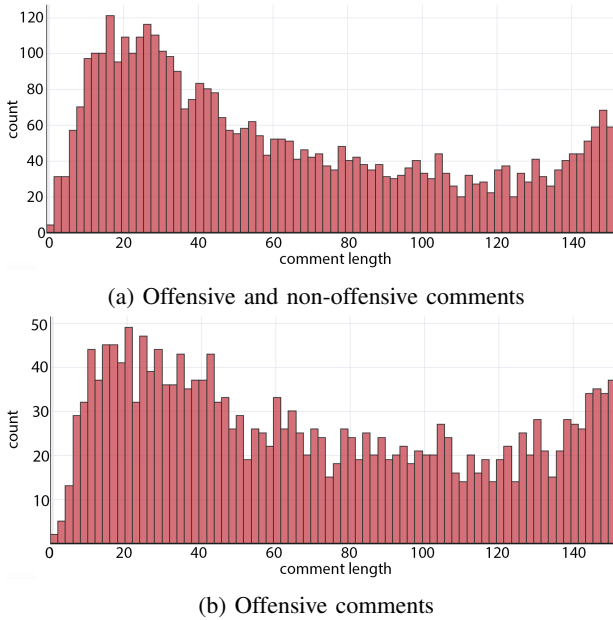 120
100
80
60
40
20
0
count
0 20 40 60 80 100 120 140
comment length
(a) Offensive and non-offensive comments
50
40
30
20
10
count
0 20 40 60 80 100 120 140
comment length
(b) Offensive comments